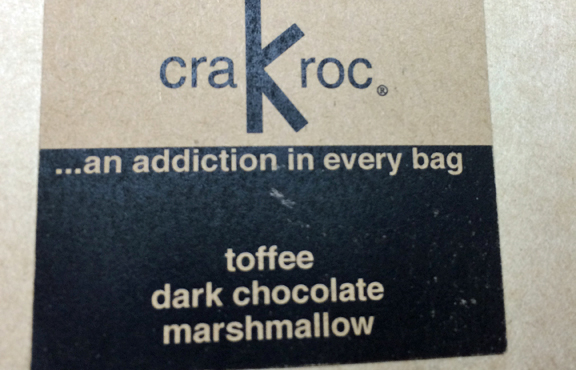 crakroc®
...an addiction in every bag
toffee
dark chocolate
marshmallow